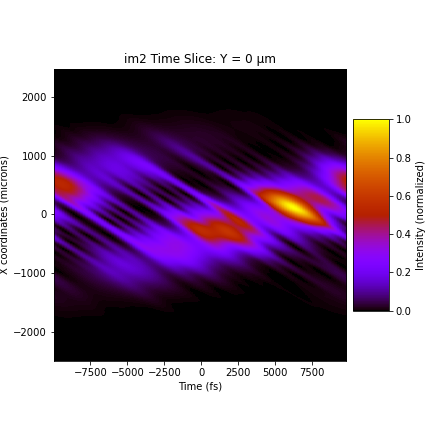 im2 Time Slice: Y = 0 μm
2000
1000
0
−1000
−2000
X coordinates (microns)
−7500 −5000 −2500 0 2500 5000 7500
Time (fs)
1.0
0.8
0.6
0.4
0.2
0.0
Intensity (normalized)